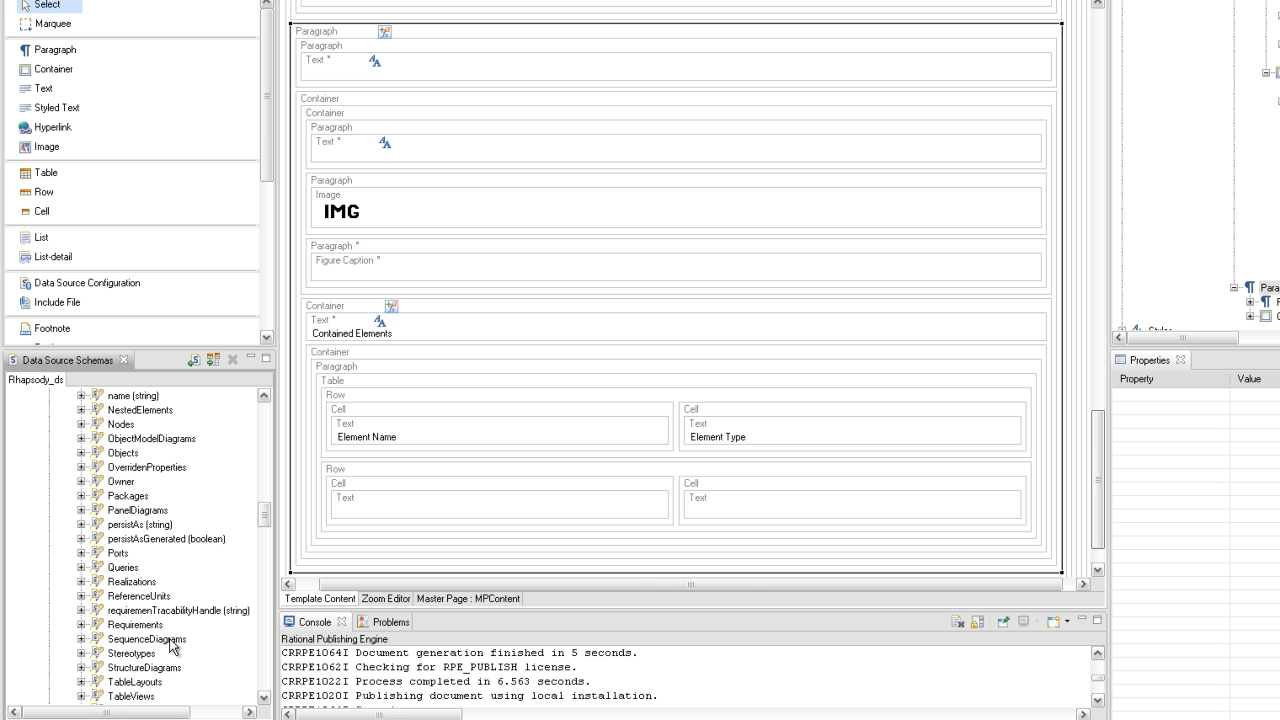 Select
Marquee
Paragraph
Container
Text
Styled Text
Hyperlink
Image
Table
Row
Cell
List
List-detail
Data Source Configuration
Include File
Footnote
Data Source Schemas
Rhapsody_ds
name (string)
NestedElements
Nodes
ObjectModelDiagrams
Objects
OverridenProperties
Owner
Packages
PanelDiagrams
persistAs (string)
persistAsGenerated (boolean)
Ports
Queries
Realizations
ReferenceUnits
requiremenTracabilityHandle (string)
Requirements
SequenceDiagrams
Stereotypes
StructureDiagrams
TableLayouts
TableViews
Paragraph
Paragraph
Text *
Container
Container
Paragraph
Text *
Paragraph
Image
IMG
Paragraph *
Figure Caption *
Container
Text *
Contained Elements
Container
Paragraph
Table
Row
Cell Cell
Text Text
Element Name Element Type
Row
Cell Cell
Text Text
Template Content Zoom Editor Master Page : MPContent
Console Problems
Rational Publishing Engine
CRRPE1064I Document generation finished in 5 seconds.
CRRPE1062I Checking for RPE_PUBLISH license.
CRRPE1022I Process completed in 6.563 seconds.
CRRPE1020I Publishing document using local installation.
Para
Properties
Property Value